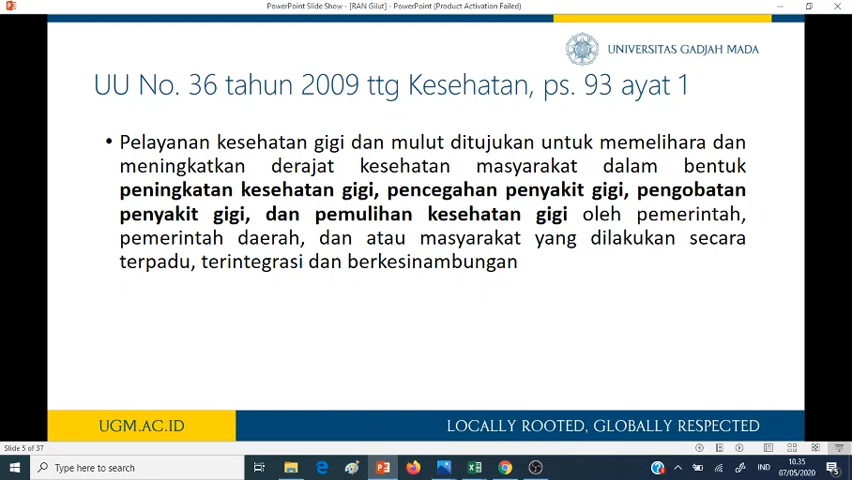 PowerPoint Slide Show - [RAN Gilut] - PowerPoint (Product Activation Failed)
UNIVERSITAS GADJAH MADA
UU No. 36 tahun 2009 ttg Kesehatan, ps. 93 ayat 1
• Pelayanan kesehatan gigi dan mulut ditujukan untuk memelihara dan
meningkatkan derajat kesehatan masyarakat dalam bentuk
peningkatan kesehatan gigi, pencegahan penyakit gigi, pengobatan
penyakit gigi, dan pemulihan kesehatan gigi oleh pemerintah,
pemerintah daerah, dan atau masyarakat yang dilakukan secara
terpadu, terintegrasi dan berkesinambungan
UGM.AC.ID
LOCALLY ROOTED, GLOBALLY RESPECTED
Slide 5 of 37
Type here to search
IND
10.35
07/05/2020
5